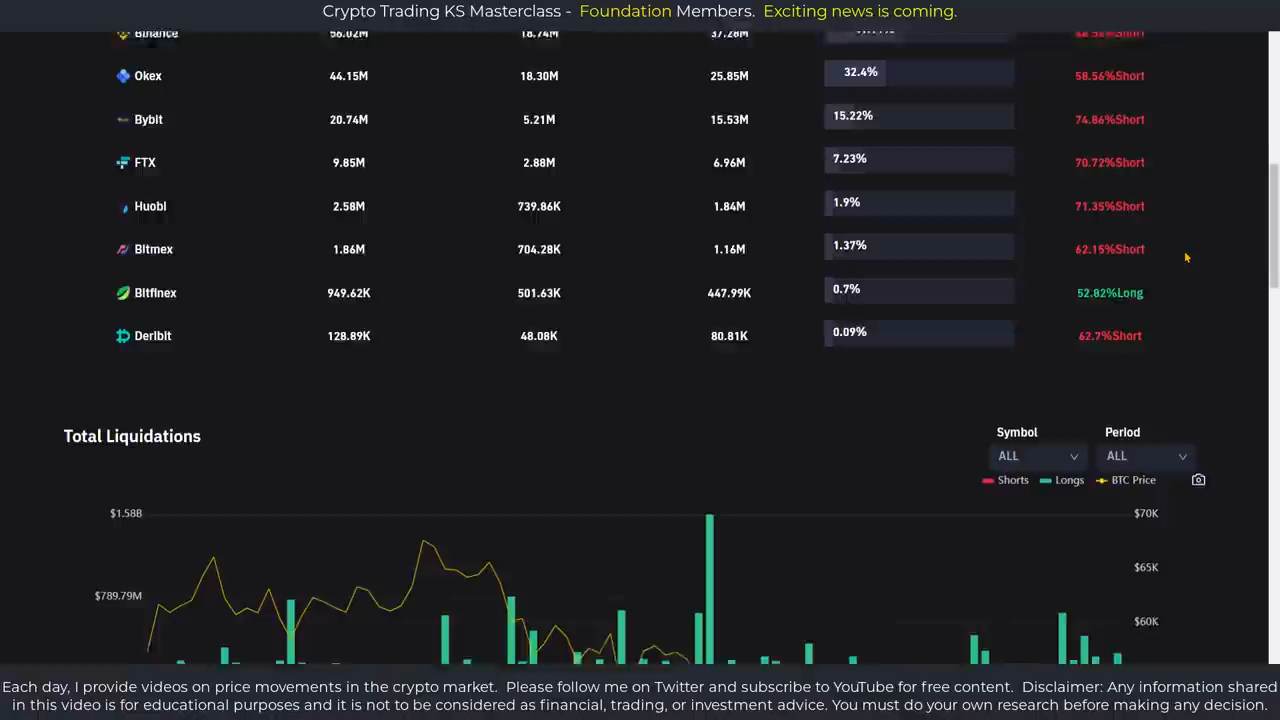 Crypto Trading KS Masterclass - Foundation Members. Exciting news is coming.
Binance 56.02M 18.74M 37.28M
Okex 44.15M 18.30M 25.85M 32.4% 58.56%Short
Bybit 20.74M 5.21M 15.53M 15.22% 74.86%Short
FTX 9.85M 2.88M 6.96M 7.23% 70.72%Short
Huobi 2.58M 739.86K 1.84M 1.9% 71.35%Short
Bitmex 1.86M 704.28K 1.16M 1.37% 62.15%Short
Bitfinex 949.62K 501.63K 447.99K 0.7% 52.82%Long
Deribit 128.89K 48.08K 80.81K 0.09% 62.7%Short
Total Liquidations
Symbol Period
ALL ALL
Shorts Longs BTC Price
$1.58B $70K
$65K
$789.79M
$60K
Each day, I provide videos on price movements in the crypto market. Please follow me on Twitter and subscribe to YouTube for free content. Disclaimer: Any information shared
in this video is for educational purposes and it is not to be considered as financial, trading, or investment advice. You must do your own research before making any decision.